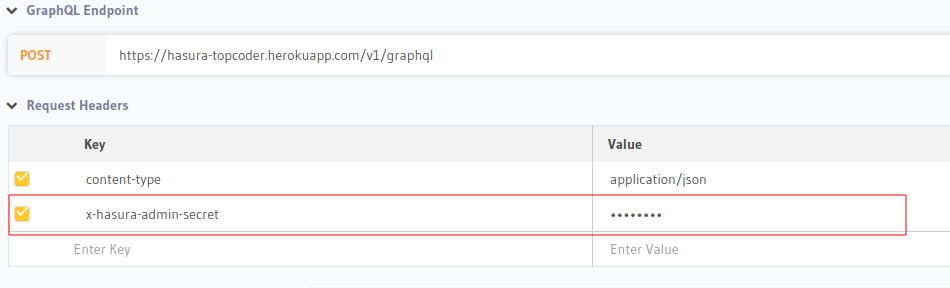 GraphQL Endpoint
POST https://hasura-topcoder.herokuapp.com/v1/graphql
Request Headers
Key Value
content-type application/json
x-hasura-admin-secret ••••••••
Enter Key Enter Value